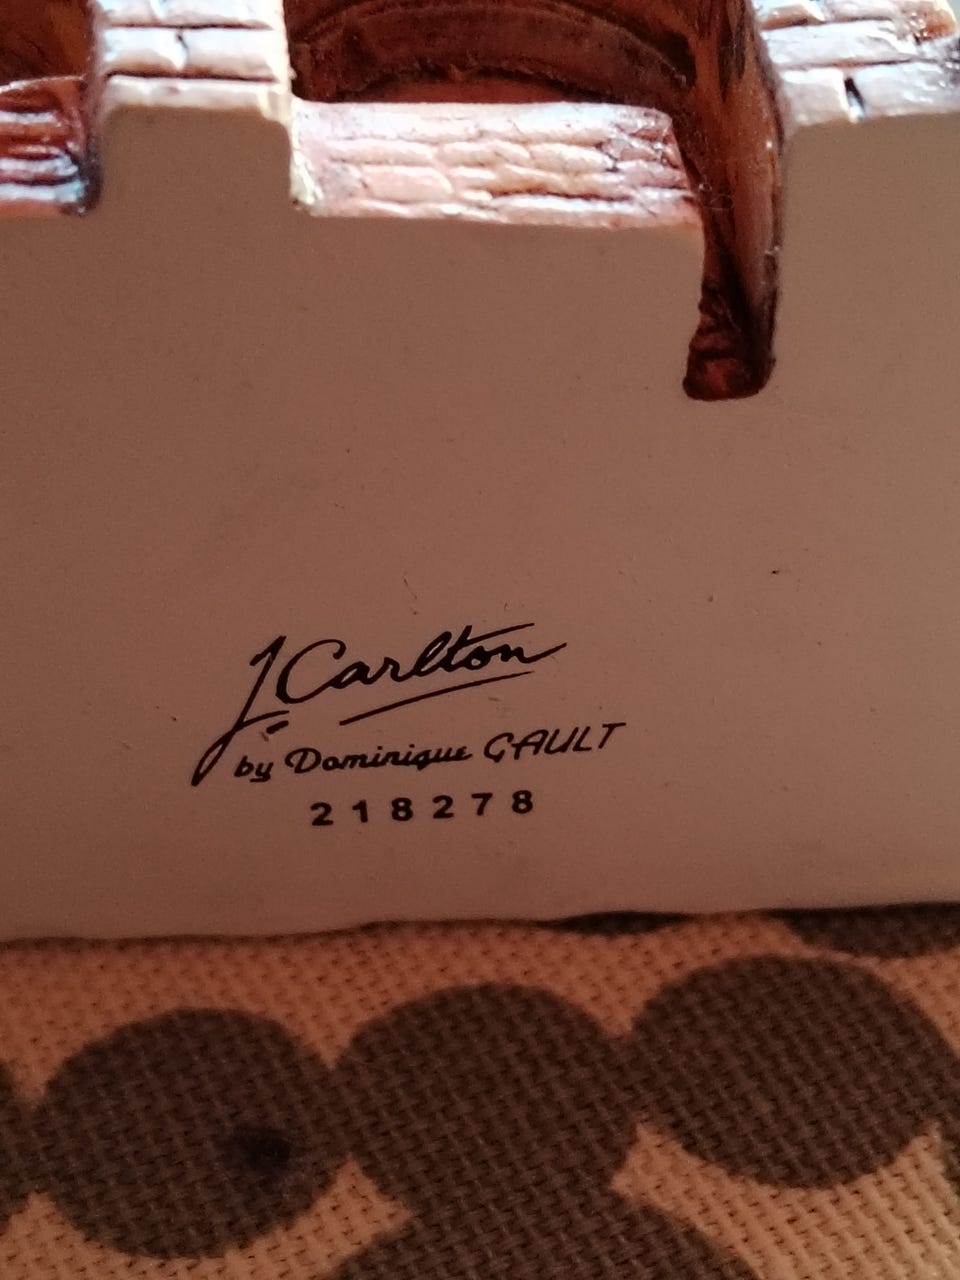 J. Carlton
by Dominique GAULT
218278